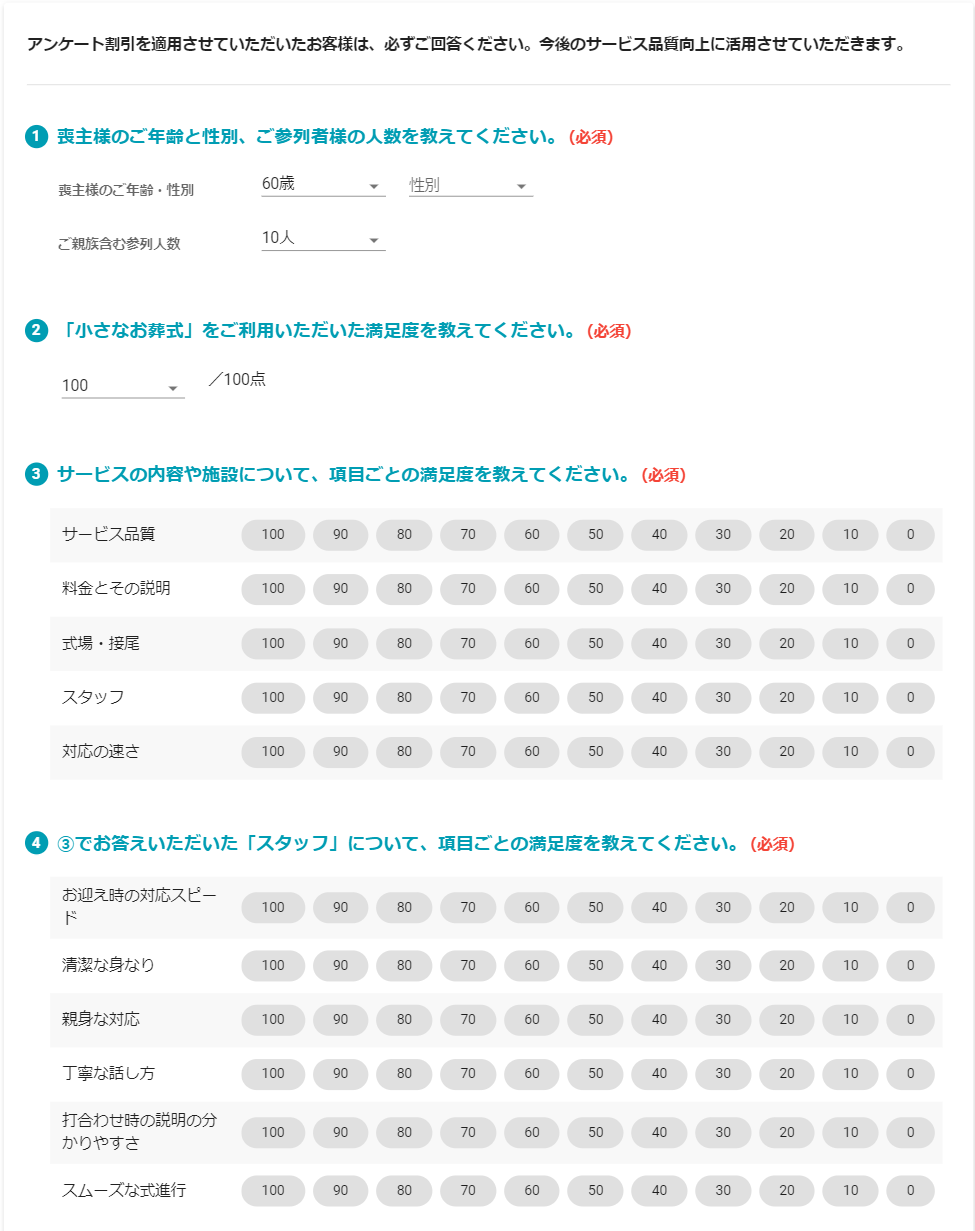 アンケート割引を適用させていただいたお客様は、必ずご回答ください。今後のサービス品質向上に活用させていただきます。
1 喪主様のご年齢と性別、ご参列者様の人数を教えてください。(必須)
喪主様のご年齢・性別 60歳 性別
ご親族含む参列人数 10人
2 「小さなお葬式」をご利用いただいた満足度を教えてください。(必須)
100 ／100点
3 サービスの内容や施設について、項目ごとの満足度を教えてください。(必須)
サービス品質 100 90 80 70 60 50 40 30 20 10 0
料金とその説明 100 90 80 70 60 50 40 30 20 10 0
式場・接尾 100 90 80 70 60 50 40 30 20 10 0
スタッフ 100 90 80 70 60 50 40 30 20 10 0
対応の速さ 100 90 80 70 60 50 40 30 20 10 0
4 ③でお答えいただいた「スタッフ」について、項目ごとの満足度を教えてください。(必須)
お迎え時の対応スピー
ド 100 90 80 70 60 50 40 30 20 10 0
清潔な身なり 100 90 80 70 60 50 40 30 20 10 0
親身な対応 100 90 80 70 60 50 40 30 20 10 0
丁寧な話し方 100 90 80 70 60 50 40 30 20 10 0
打合わせ時の説明の分
かりやすさ 100 90 80 70 60 50 40 30 20 10 0
スムーズな式進行 100 90 80 70 60 50 40 30 20 10 0